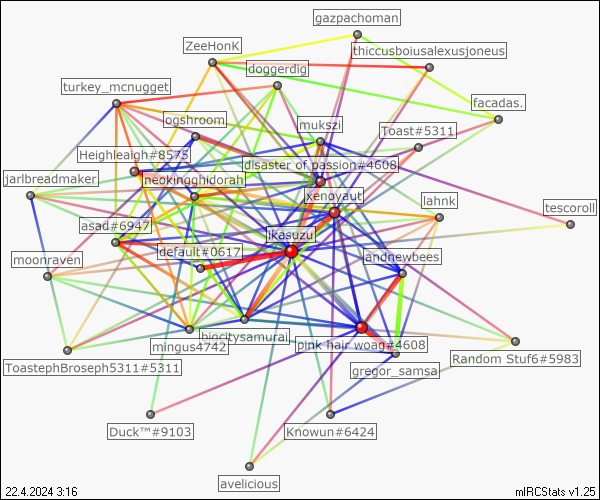 gazpachoman
ZeeHonK
thiccusboiusalexusjoneus
doggerdig
turkey_mcnugget
facadas.
ogshroom
mukszi
Toast#5311
Heighleaigh#8575
disaster of passion#4608
jarlbreadmaker
neokingghidorah
xenoyaut
lahnk
tescoroll
asad#6947
ikasuzu
moonraven
default#0617
andnewbees
biocitysamurai
mingus4742
pink hair woag#4608
Random Stuf6#5983
ToastephBroseph5311#5311
gregor_samsa
Duck™#9103
Knowun#6424
avelicious
22.4.2024 3:16
mIRCStats v1.25